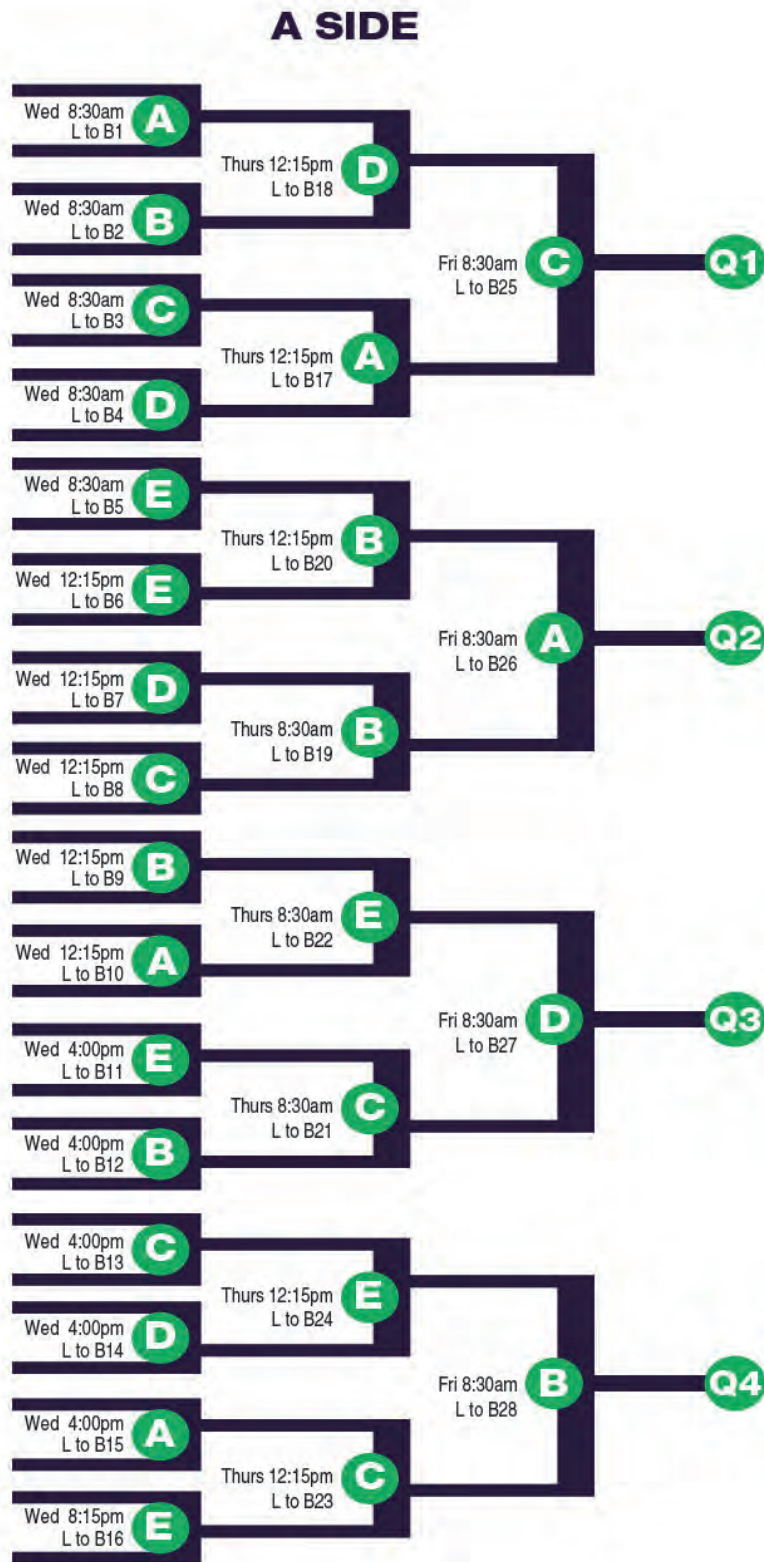 A SIDE
Wed 8:30am
L to B1
A
Wed 8:30am
L to B2
B
Wed 8:30am
L to B3
C
Wed 8:30am
L to B4
D
Wed 8:30am
L to B5
E
Wed 12:15pm
L to B6
E
Wed 12:15pm
L to B7
D
Wed 12:15pm
L to B8
C
Wed 12:15pm
L to B9
B
Wed 12:15pm
L to B10
A
Wed 4:00pm
L to B11
E
Wed 4:00pm
L to B12
B
Wed 4:00pm
L to B13
C
Wed 4:00pm
L to B14
D
Wed 4:00pm
L to B15
A
Wed 8:15pm
L to B16
E
Thurs 12:15pm
L to B18
D
Thurs 12:15pm
L to B17
A
Thurs 12:15pm
L to B20
B
Thurs 8:30am
L to B19
B
Thurs 8:30am
L to B22
E
Thurs 8:30am
L to B21
C
Thurs 12:15pm
L to B24
E
Thurs 12:15pm
L to B23
C
Fri 8:30am
L to B25
C
Fri 8:30am
L to B26
A
Fri 8:30am
L to B27
D
Fri 8:30am
L to B28
B
Q1
Q2
Q3
Q4